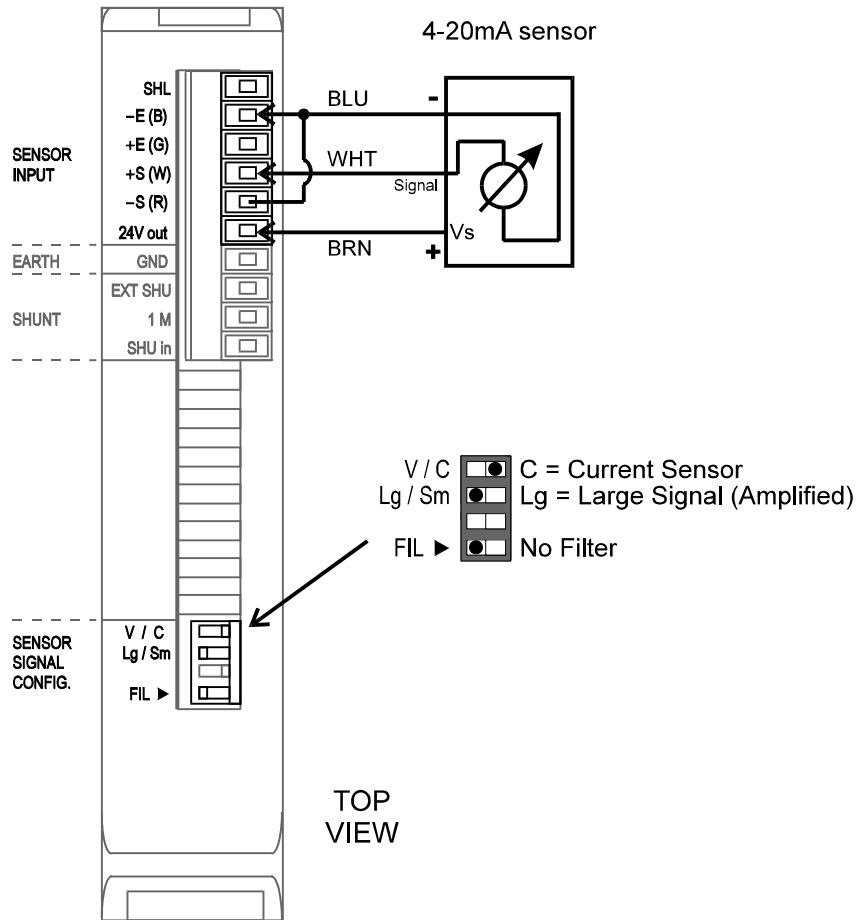 4-20mA sensor
SHL
–E (B)
+E (G)
+S (W)
–S (R)
24V out
SENSOR
INPUT
BLU
-
WHT
Signal
BRN
+
Vs
EARTH
GND
EXT SHU
SHUNT
1 M
SHU in
V / C
C = Current Sensor
Lg / Sm
Lg = Large Signal (Amplified)
FIL ►
No Filter
V / C
Lg / Sm
SENSOR
SIGNAL
CONFIG.
FIL ►
TOP
VIEW